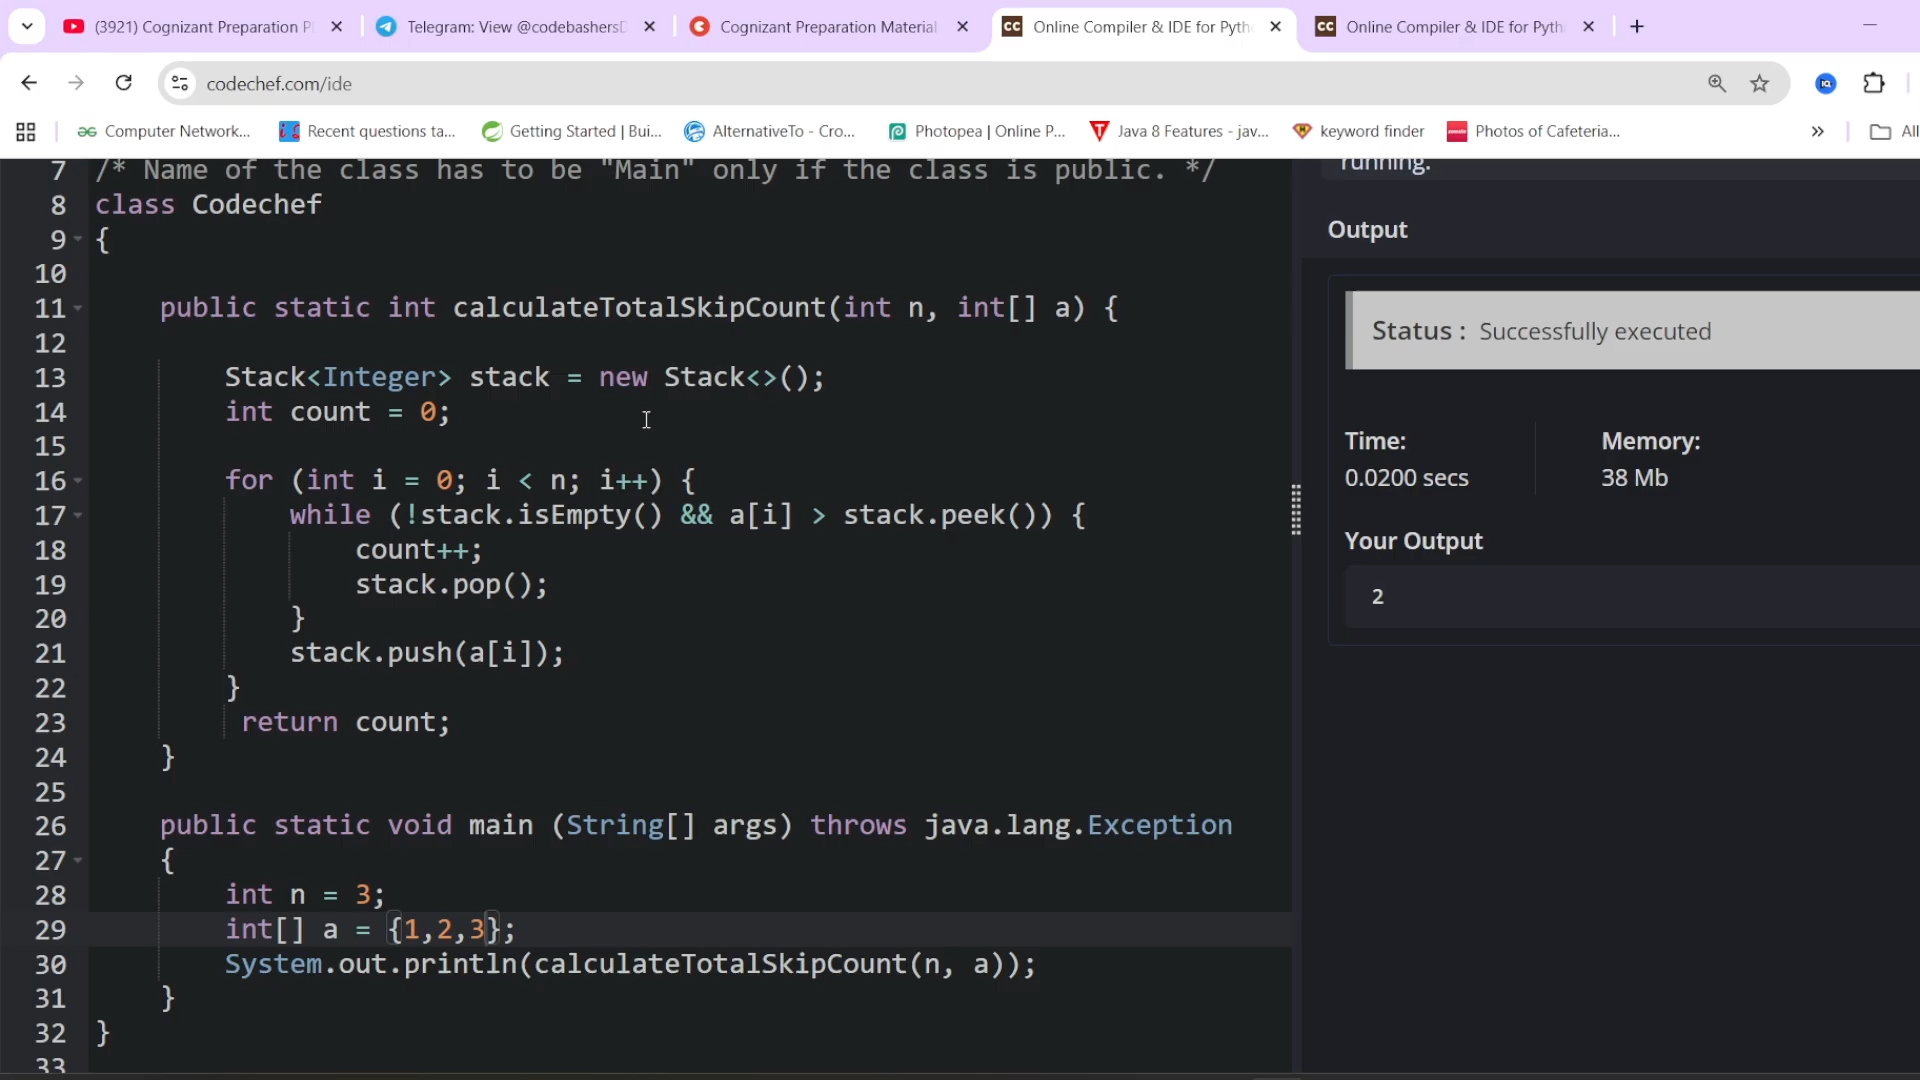 (3921) Cognizant Preparation P
Telegram: View @codebashers
Cognizant Preparation Material
Online Compiler & IDE for Pyth
Online Compiler & IDE for Pyth
codechef.com/ide
Computer Network...
Recent questions ta...
Getting Started | Bui...
AlternativeTo - Cro...
Photopea | Online P...
Java 8 Features - jav...
keyword finder
Photos of Cafeteria...
All
7 /* Name of the class has to be "Main" only if the class is public. */
8 class Codechef
9 {
10
11 public static int calculateTotalSkipCount(int n, int[] a) {
12
13 Stack<Integer> stack = new Stack<>();
14 int count = 0;
15
16 for (int i = 0; i < n; i++) {
17 while (!stack.isEmpty() && a[i] > stack.peek()) {
18 count++;
19 stack.pop();
20 }
21 stack.push(a[i]);
22 }
23 return count;
24 }
25
26 public static void main (String[] args) throws java.lang.Exception
27 {
28 int n = 3;
29 int[] a = {1,2,3};
30 System.out.println(calculateTotalSkipCount(n, a));
31 }
32 }
33
running.
Output
Status : Successfully executed
Time:
0.0200 secs
Memory:
38 Mb
Your Output
2